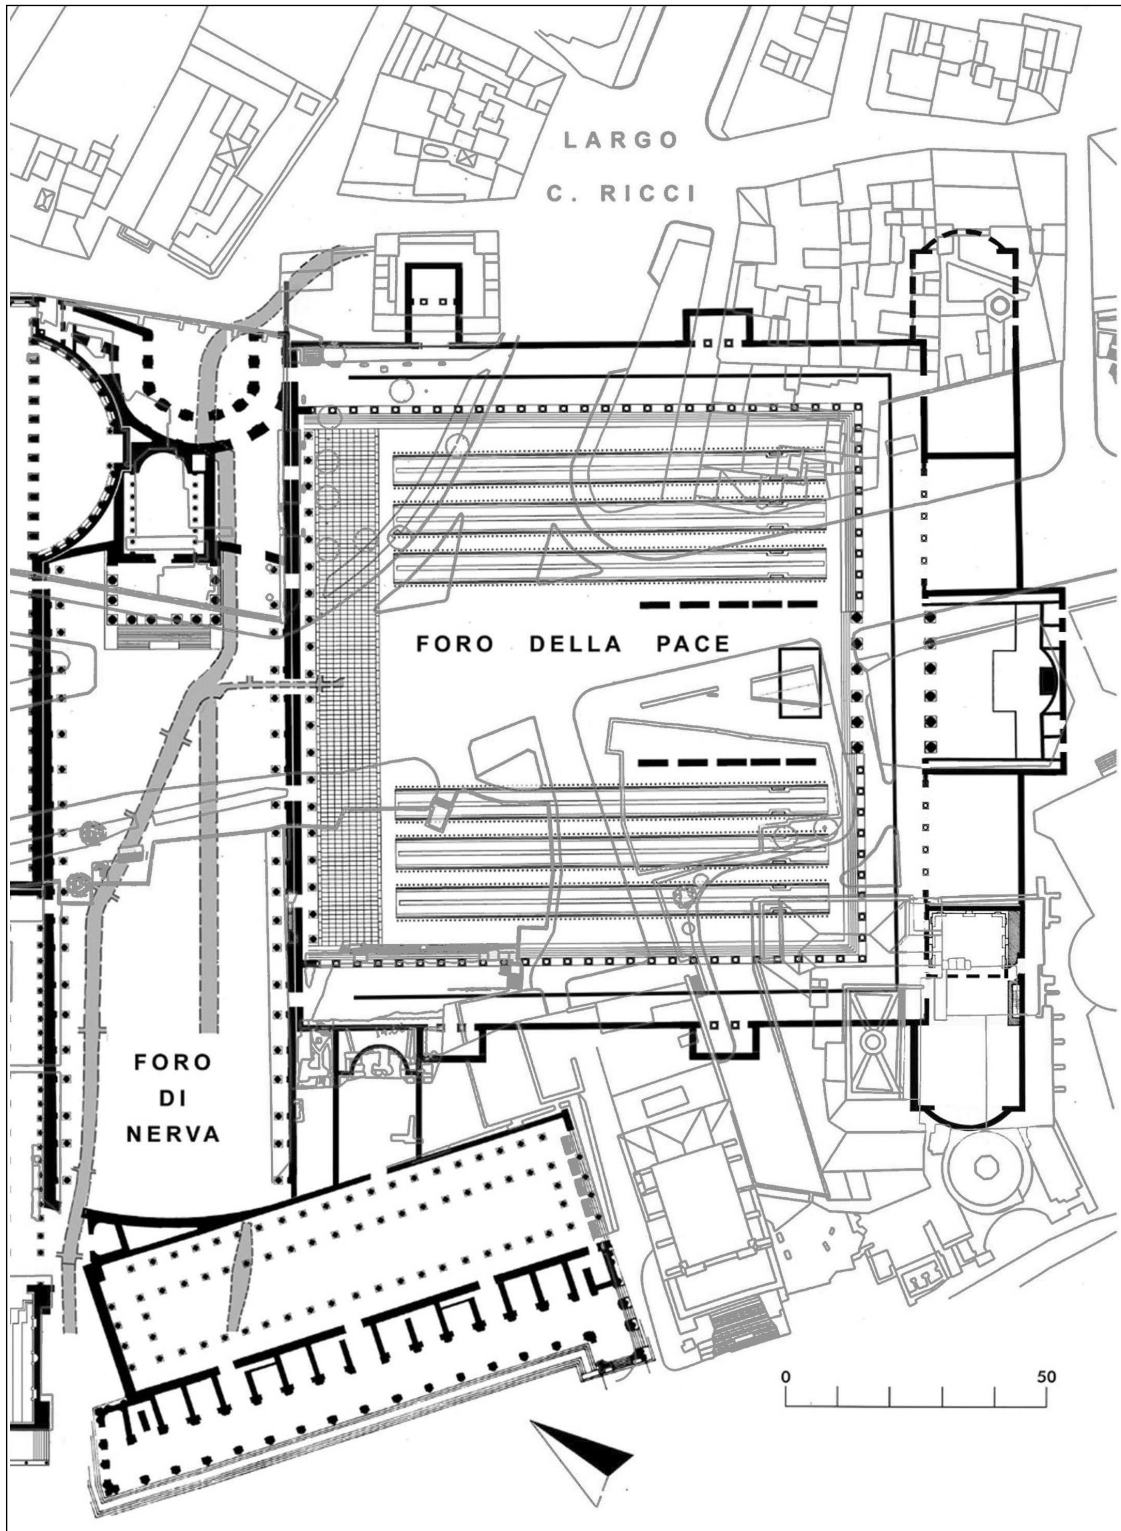 LARGO
C. RICCI
FORO DELLA PACE
FORO
DI
NERVA
0 50